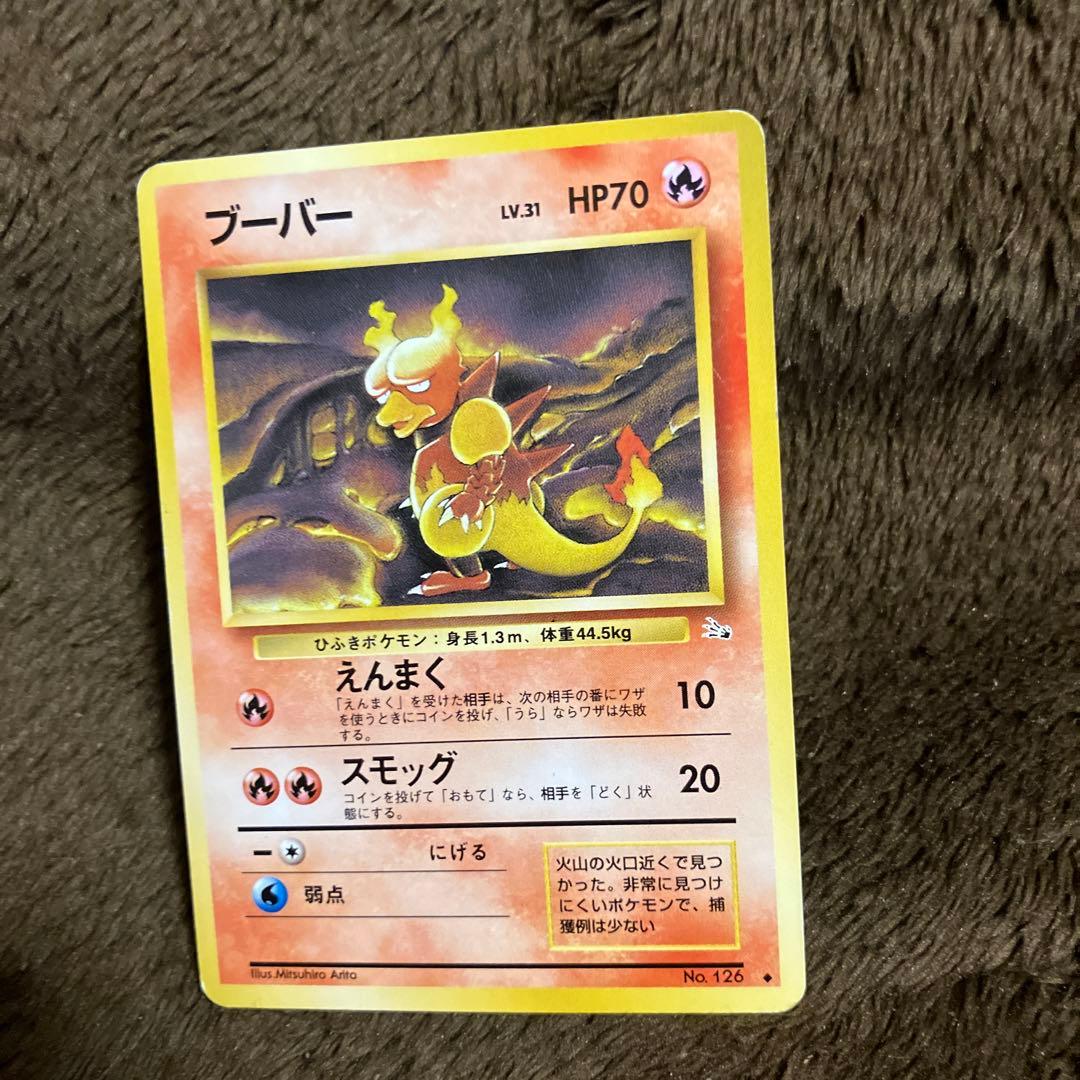 ブーバー LV.31 HP70
ひふきポケモン：身長1.3m、体重44.5kg
えんまく 10
「えんまく」を受けた相手は、次の相手の番にワザ
を使うときにコインを投げ、「うら」ならワザは失敗
する。
スモッグ 20
コインを投げて「おもて」なら、相手を「どく」状
態にする。
にげる
弱点
火山の火口近くで見つ
かった。非常に見つけ
にくいポケモンで、捕
獲例は少ない
Illus.Mitsuhiro Arita
No. 126